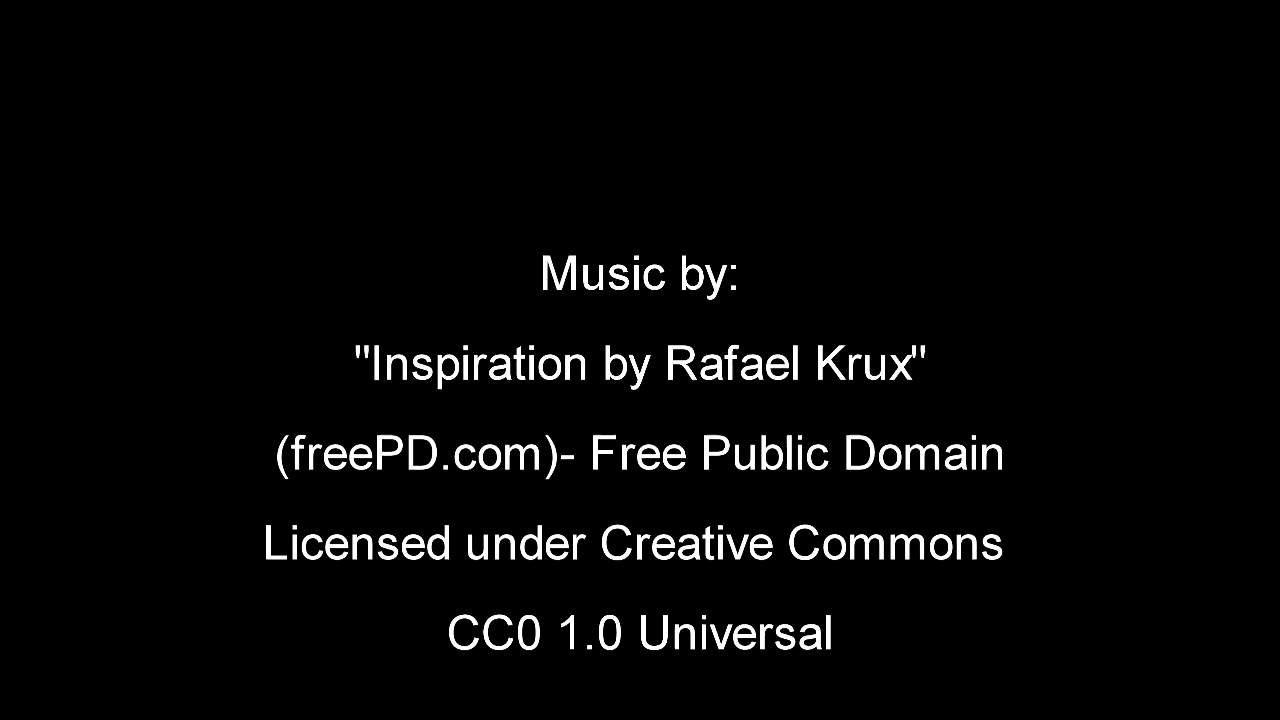 Music by:
"Inspiration by Rafael Krux"
(freePD.com)- Free Public Domain
Licensed under Creative Commons
CC0 1.0 Universal